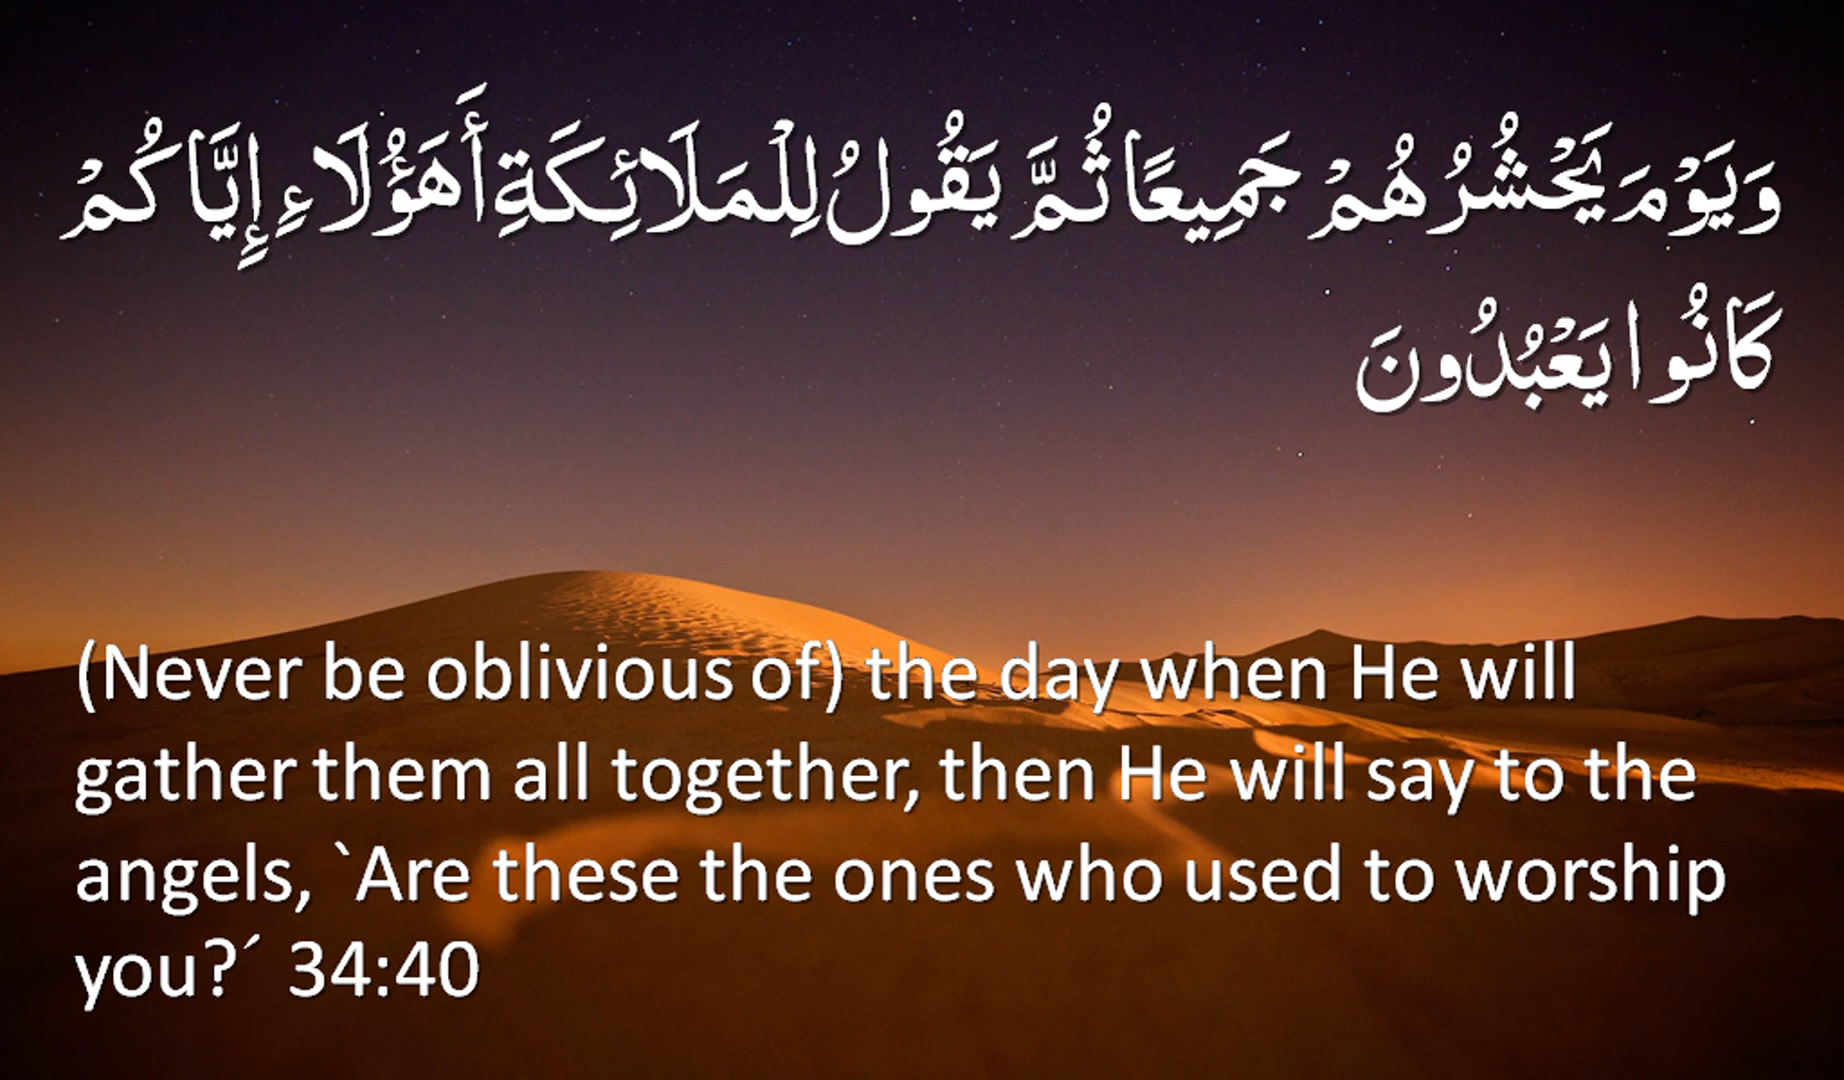 وَيَوْمَ يَحْشُرُهُمْ جَمِيعًا ثُمَّ يَقُولُ لِلْمَلَائِكَةِ أَهَؤُلَاءِ إِيَّاكُمْ
كَانُوا يَعْبُدُونَ
(Never be oblivious of) the day when He will
gather them all together, then He will say to the
angels, `Are these the ones who used to worship
you?´ 34:40